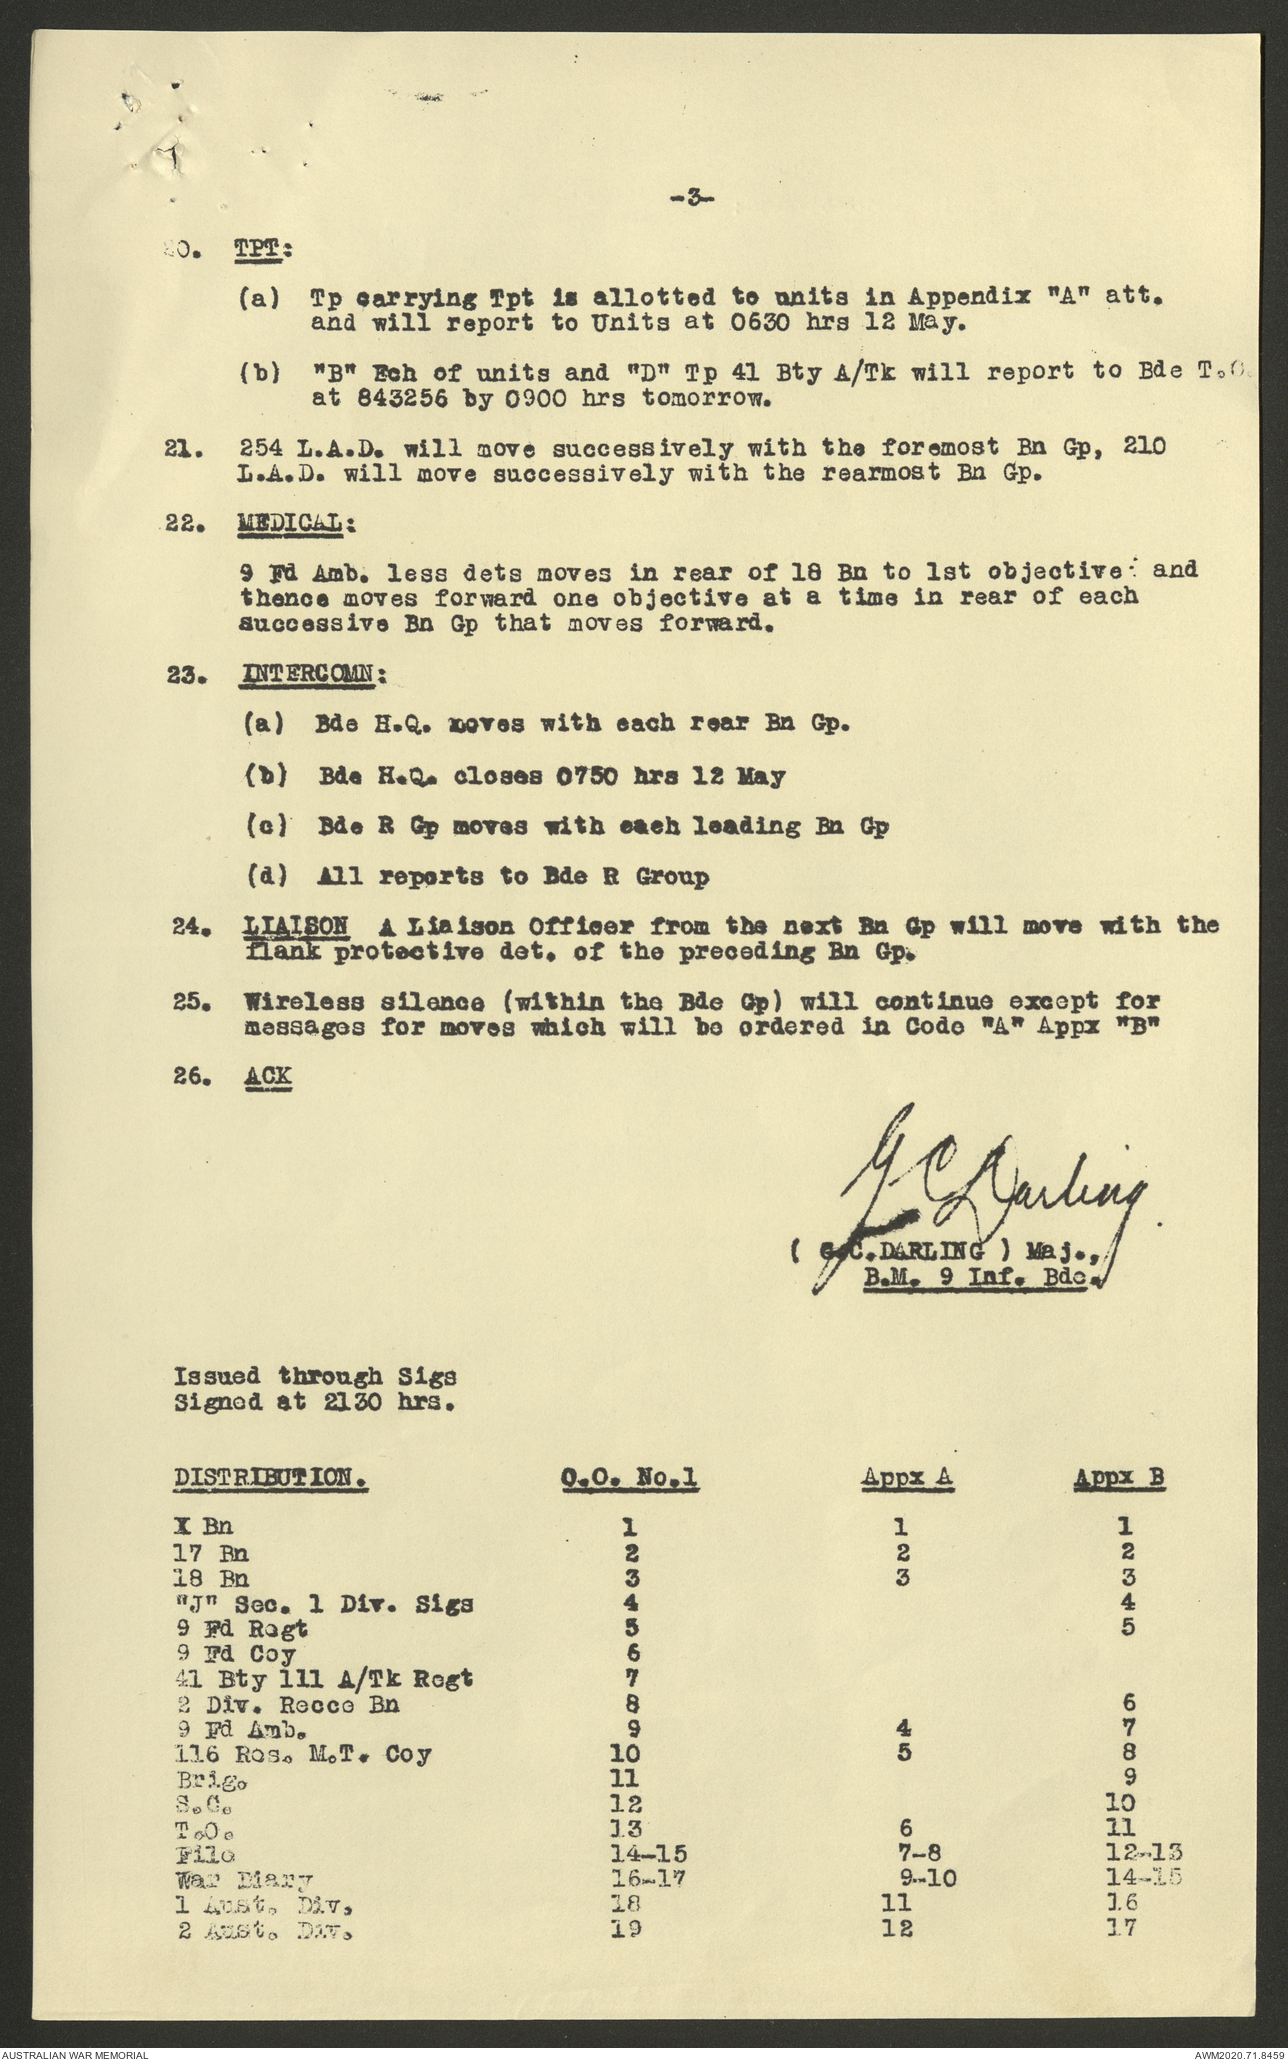 -3-
20. TPT:
(a) Tp carrying Tpt is allotted to units in Appendix "A" att.
and will report to Units at 0630 hrs 12 May.
(b) "B" Ech of units and "D" Tp 41 Bty A/Tk will report to Bde T.O.
at 843256 by 0900 hrs tomorrow.
21. 254 L.A.D. will move successively with the foremost Bn Gp, 210
L.A.D. will move successively with the rearmost Bn Gp.
22. MEDICAL:
9 Fd Amb. less dets moves in rear of 18 Bn to 1st objective and
thence moves forward one objective at a time in rear of each
successive Bn Gp that moves forward.
23. INTERCOMN:
(a) Bde H.Q. moves with each rear Bn Gp.
(b) Bde H.Q. closes 0750 hrs 12 May
(c) Bde R Gp moves with each leading Bn Gp
(d) All reports to Bde R Group
24. LIAISON A Liaison Officer from the next Bn Gp will move with the
flank protective det. of the preceding Bn Gp.
25. Wireless silence (within the Bde Gp) will continue except for
messages for moves which will be ordered in Code "A" Appx "B"
26. ACK
G C Darling.
( G.C.DARLING ) Maj.,
B.M. 9 Inf. Bde.
Issued through Sigs
Signed at 2130 hrs.
DISTRIBUTION. O.O. No.1 Appx A Appx B
X Bn 1 1 1
17 Bn 2 2 2
18 Bn 3 3 3
"J" Sec. 1 Div. Sigs 4 4
9 Fd Regt 5 5
9 Fd Coy 6
41 Bty 111 A/Tk Regt 7
2 Div. Recce Bn 8 6
9 Fd Amb. 9 4 7
116 Res. M.T. Coy 10 5 8
Brig. 11 9
S.C. 12 10
T.O. 13 6 11
File 14-15 7-8 12-13
War Diary 16-17 9-10 14-15
1 Aust. Div. 18 11 16
2 Aust. Div. 19 12 17
AUSTRALIAN WAR MEMORIAL AWM2020.71.8459